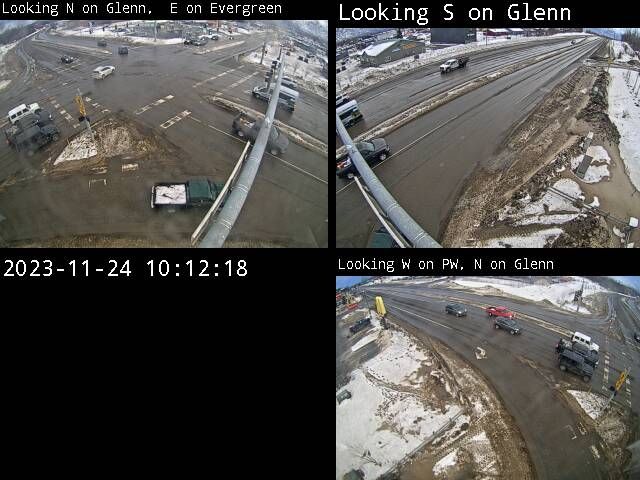 Looking N on Glenn,  E on Evergreen
Looking S on Glenn
2023-11-24 10:12:18
Looking W on PW, N on Glenn